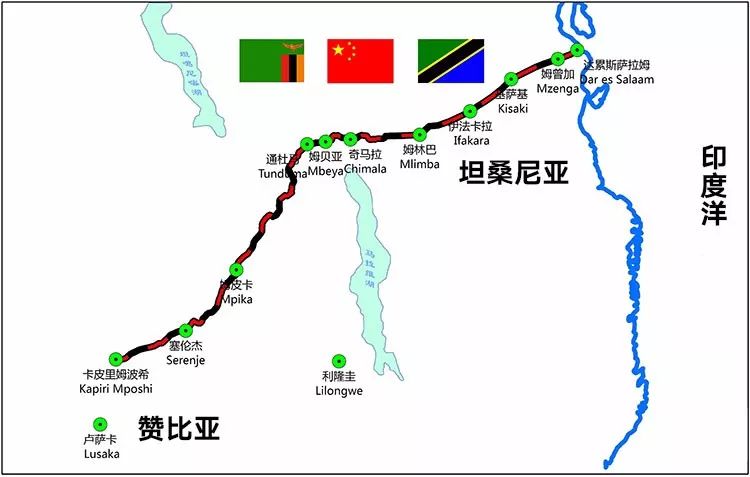 坦噶尼喀湖
达累斯萨拉姆
Dar es Salaam
姆曾加
Mzenga
基萨基
Kisaki
伊法卡拉
Ifakara
姆林巴
Mlimba
奇马拉
Chimala
姆贝亚
Mbeya
通杜马
Tunduma
坦桑尼亚
印度洋
马拉维湖
姆皮卡
Mpika
塞伦杰
Serenje
卡皮里姆波希
Kapiri Mposhi
利隆圭
Lilongwe
卢萨卡
Lusaka
赞比亚